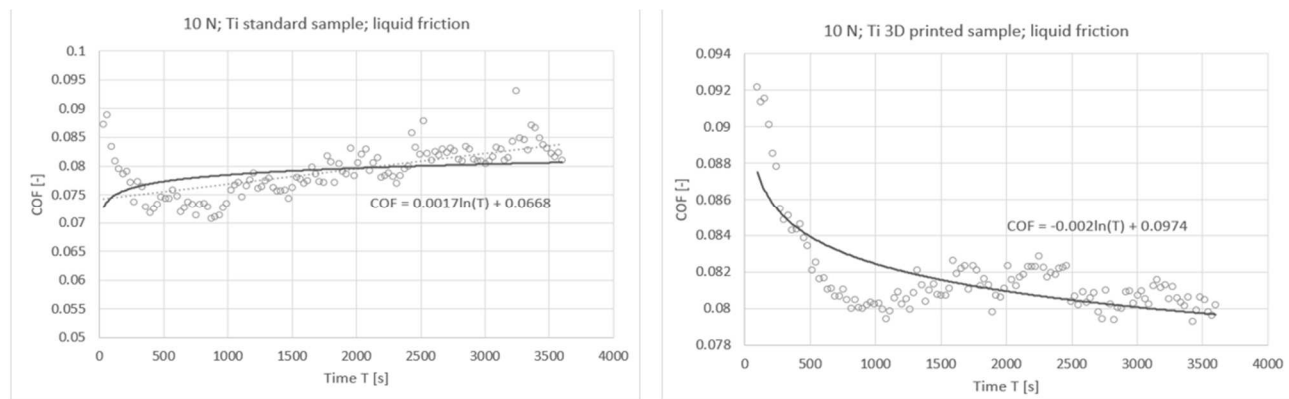 10 N; Ti standard sample; liquid friction
0.1
0.095
0.09
0.085
0.08
0.075
0.07
0.065
0.06
0.055
0.05
COF [-]
COF = 0.0017ln(T) + 0.0668
0 500 1000 1500 2000 2500 3000 3500 4000
Time T [s]
10 N; Ti 3D printed sample; liquid friction
0.094
0.092
0.09
0.088
0.086
0.084
0.082
0.08
0.078
COF [-]
COF = -0.002ln(T) + 0.0974
0 500 1000 1500 2000 2500 3000 3500 4000
Time T [s]